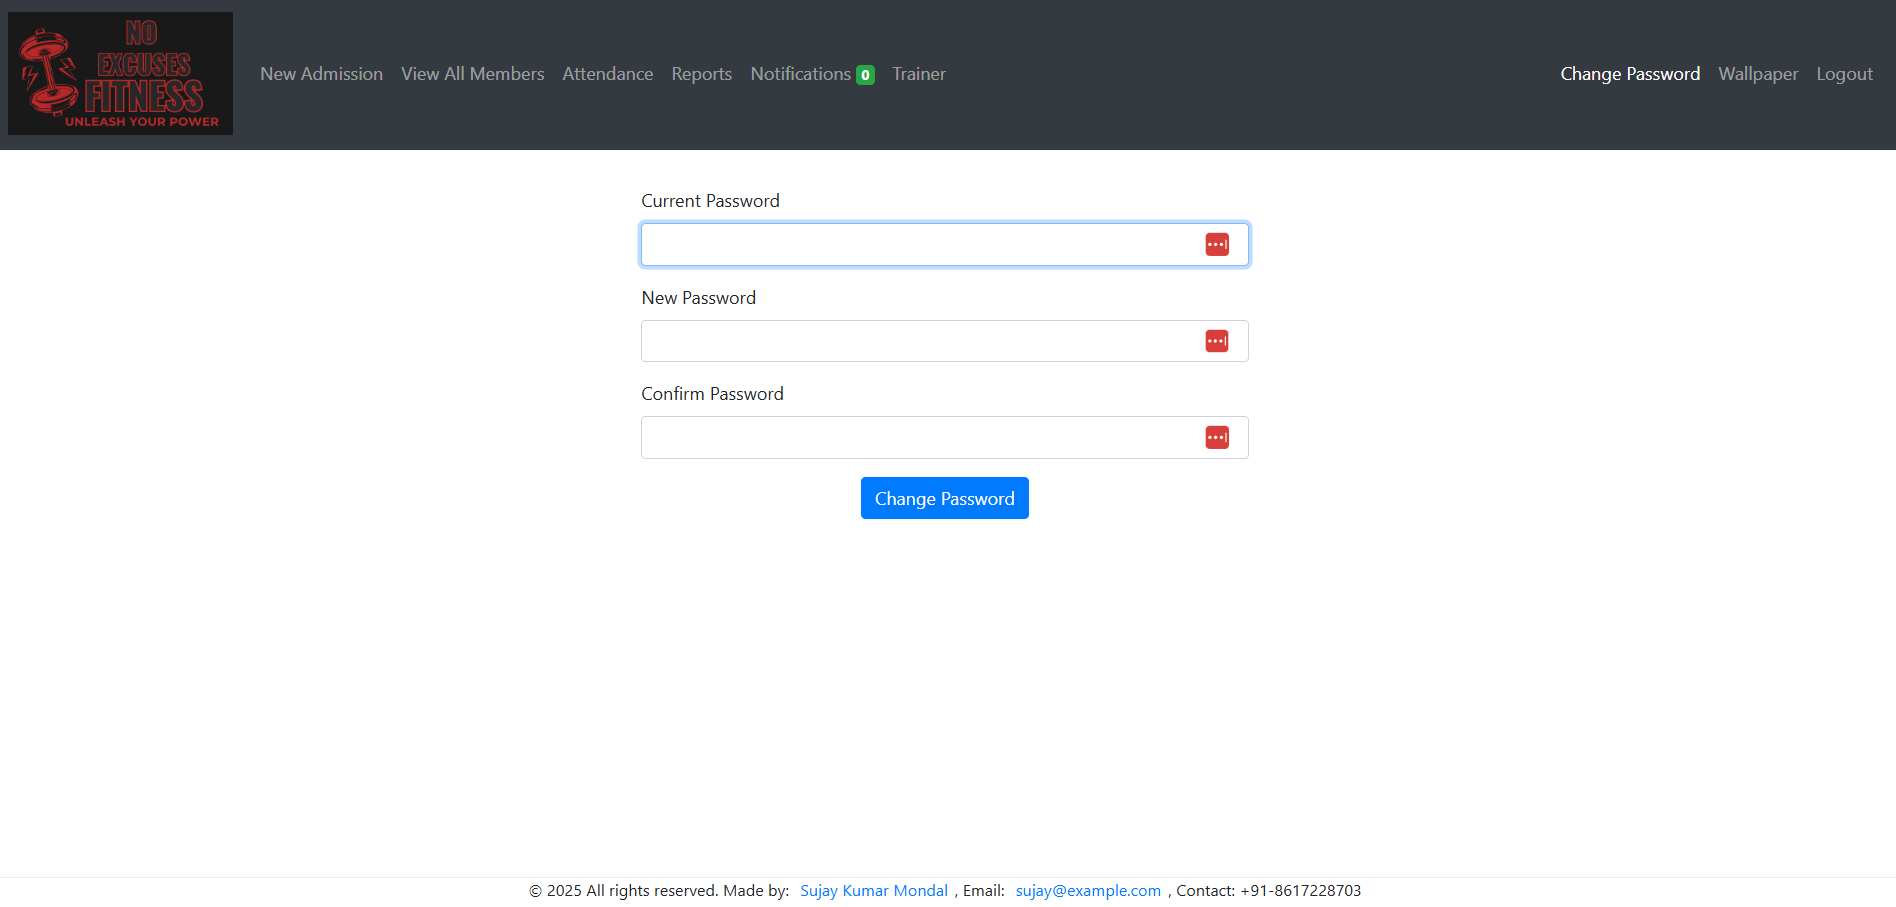 NO
EXCUSES
FITNESS
UNLEASH YOUR POWER
New Admission View All Members Attendance Reports Notifications 0 Trainer
Change Password Wallpaper Logout
Current Password
New Password
Confirm Password
Change Password
© 2025 All rights reserved. Made by: Sujay Kumar Mondal , Email: sujay@example.com , Contact: +91-8617228703